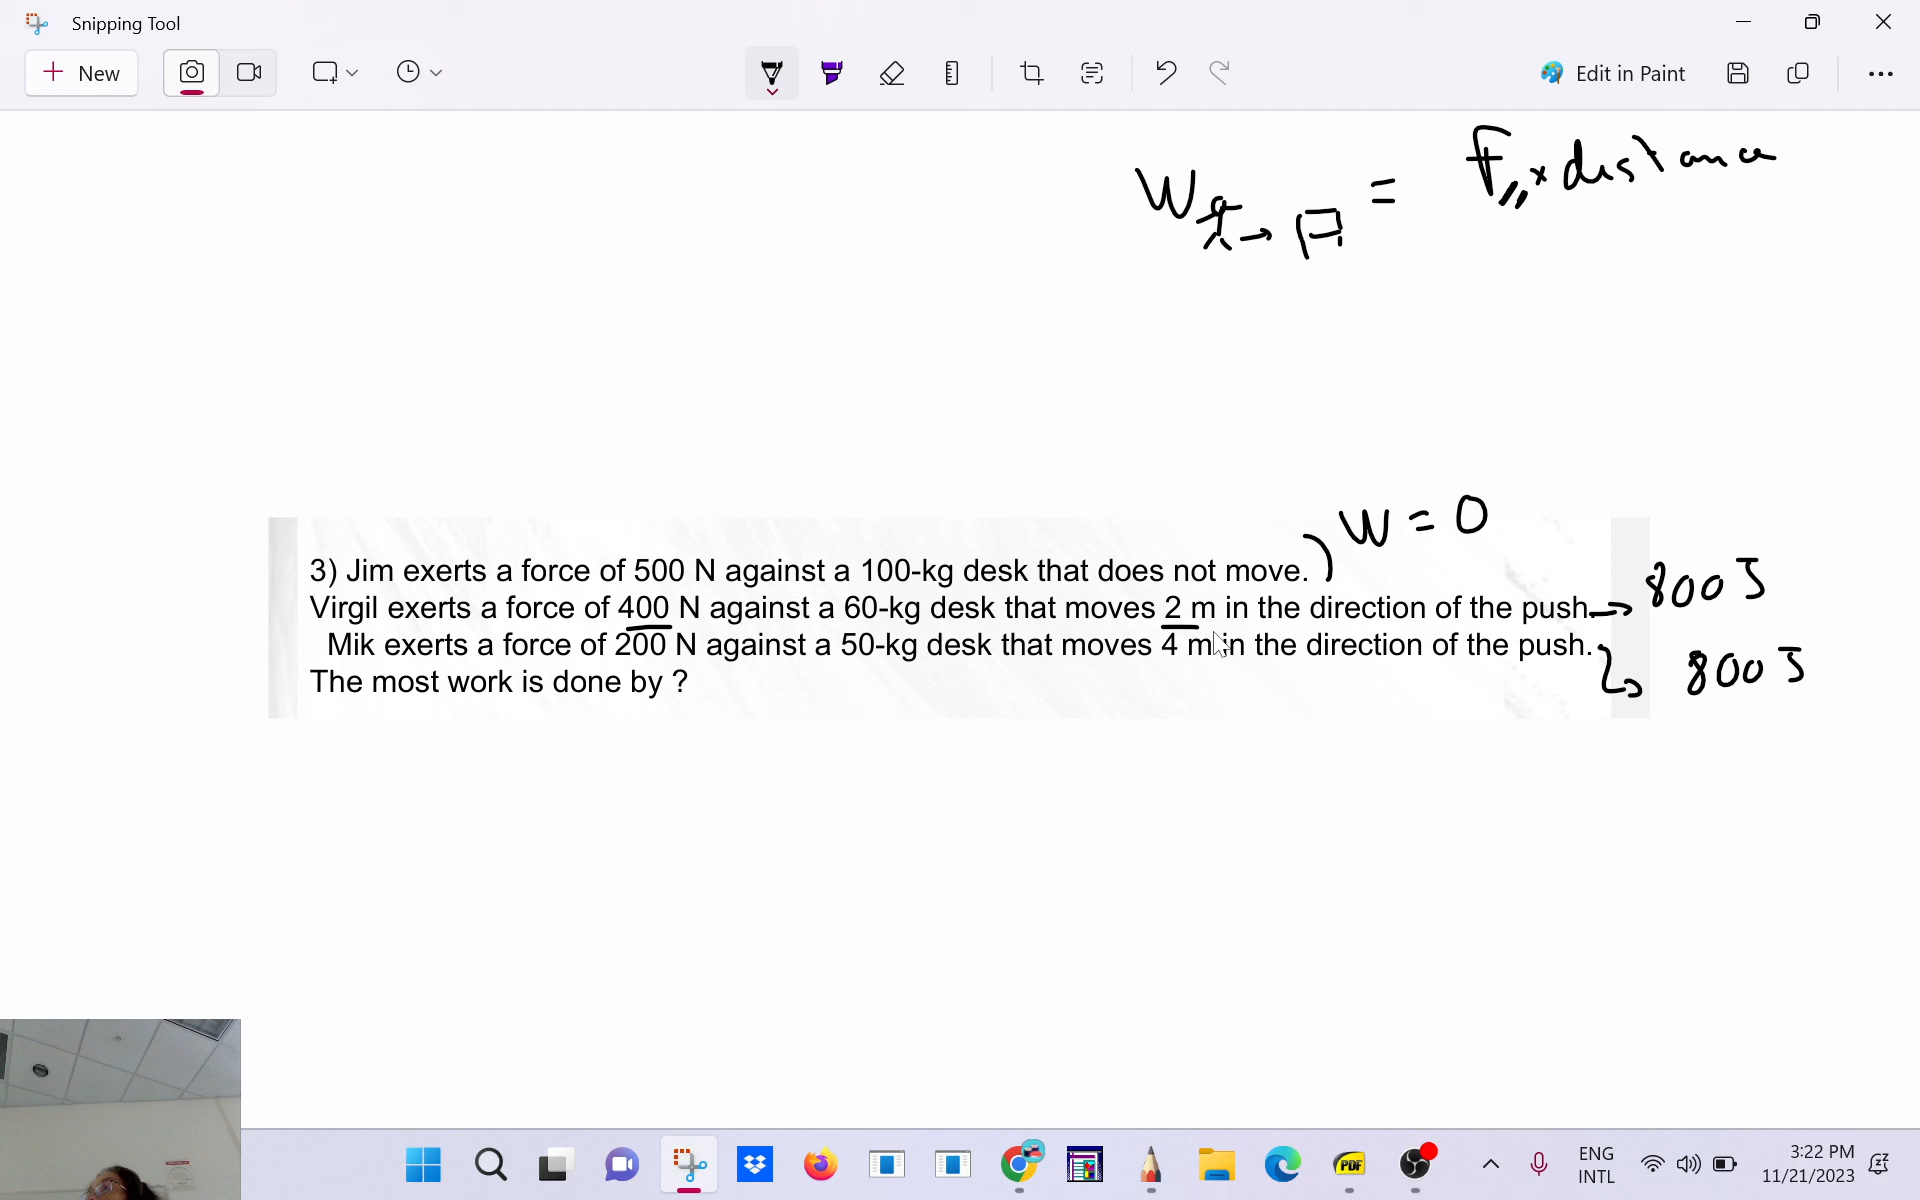 Snipping Tool
New
Edit in Paint
W → = F,, × distance
W = 0
3) Jim exerts a force of 500 N against a 100-kg desk that does not move.
Virgil exerts a force of 400 N against a 60-kg desk that moves 2 m in the direction of the push. → 800 J
Mik exerts a force of 200 N against a 50-kg desk that moves 4 m in the direction of the push. → 800 J
The most work is done by ?
PDF
ENG
INTL
3:22 PM
11/21/2023